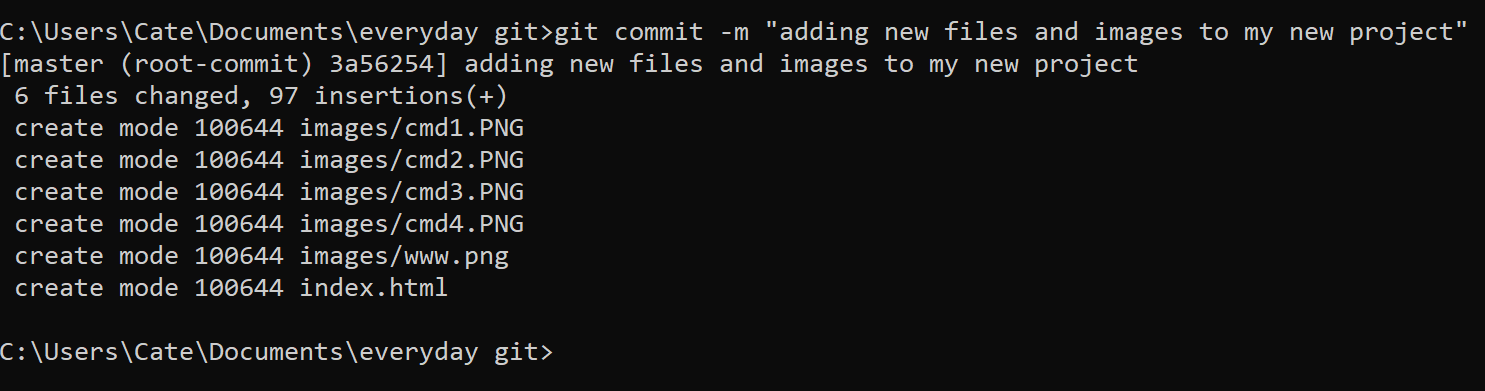 C:\Users\Cate\Documents\everyday git>git commit -m "adding new files and images to my new project"
[master (root-commit) 3a56254] adding new files and images to my new project
 6 files changed, 97 insertions(+)
 create mode 100644 images/cmd1.PNG
 create mode 100644 images/cmd2.PNG
 create mode 100644 images/cmd3.PNG
 create mode 100644 images/cmd4.PNG
 create mode 100644 images/www.png
 create mode 100644 index.html
C:\Users\Cate\Documents\everyday git>